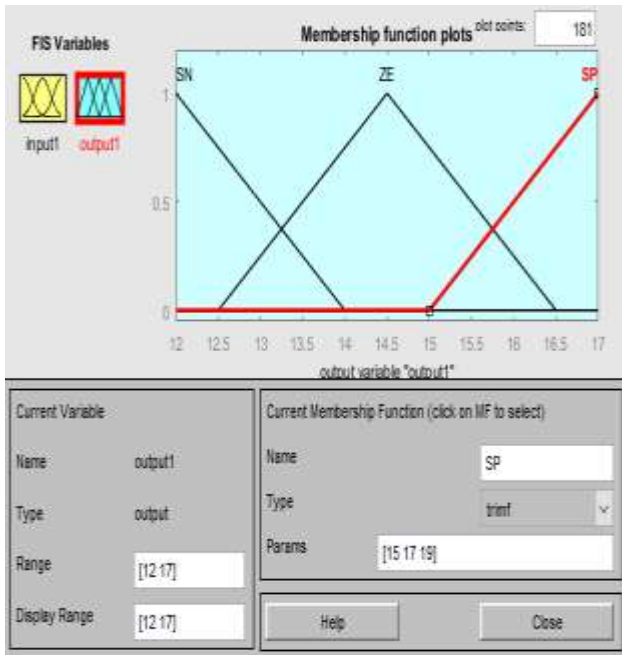 FIS Variables
Membership function plots
plot points:
181
SN
ZE
SP
1
0.5
0
input1
output1
12
12.5
13
13.5
14
14.5
15
15.5
16
16.5
17
output variable "output1"
Current Variable
Current Membership Function (click on MF to select)
Name
output1
Name
SP
Type
output
Type
trimf
Params
[15 17 19]
Range
[12 17]
Display Range
[12 17]
Help
Close